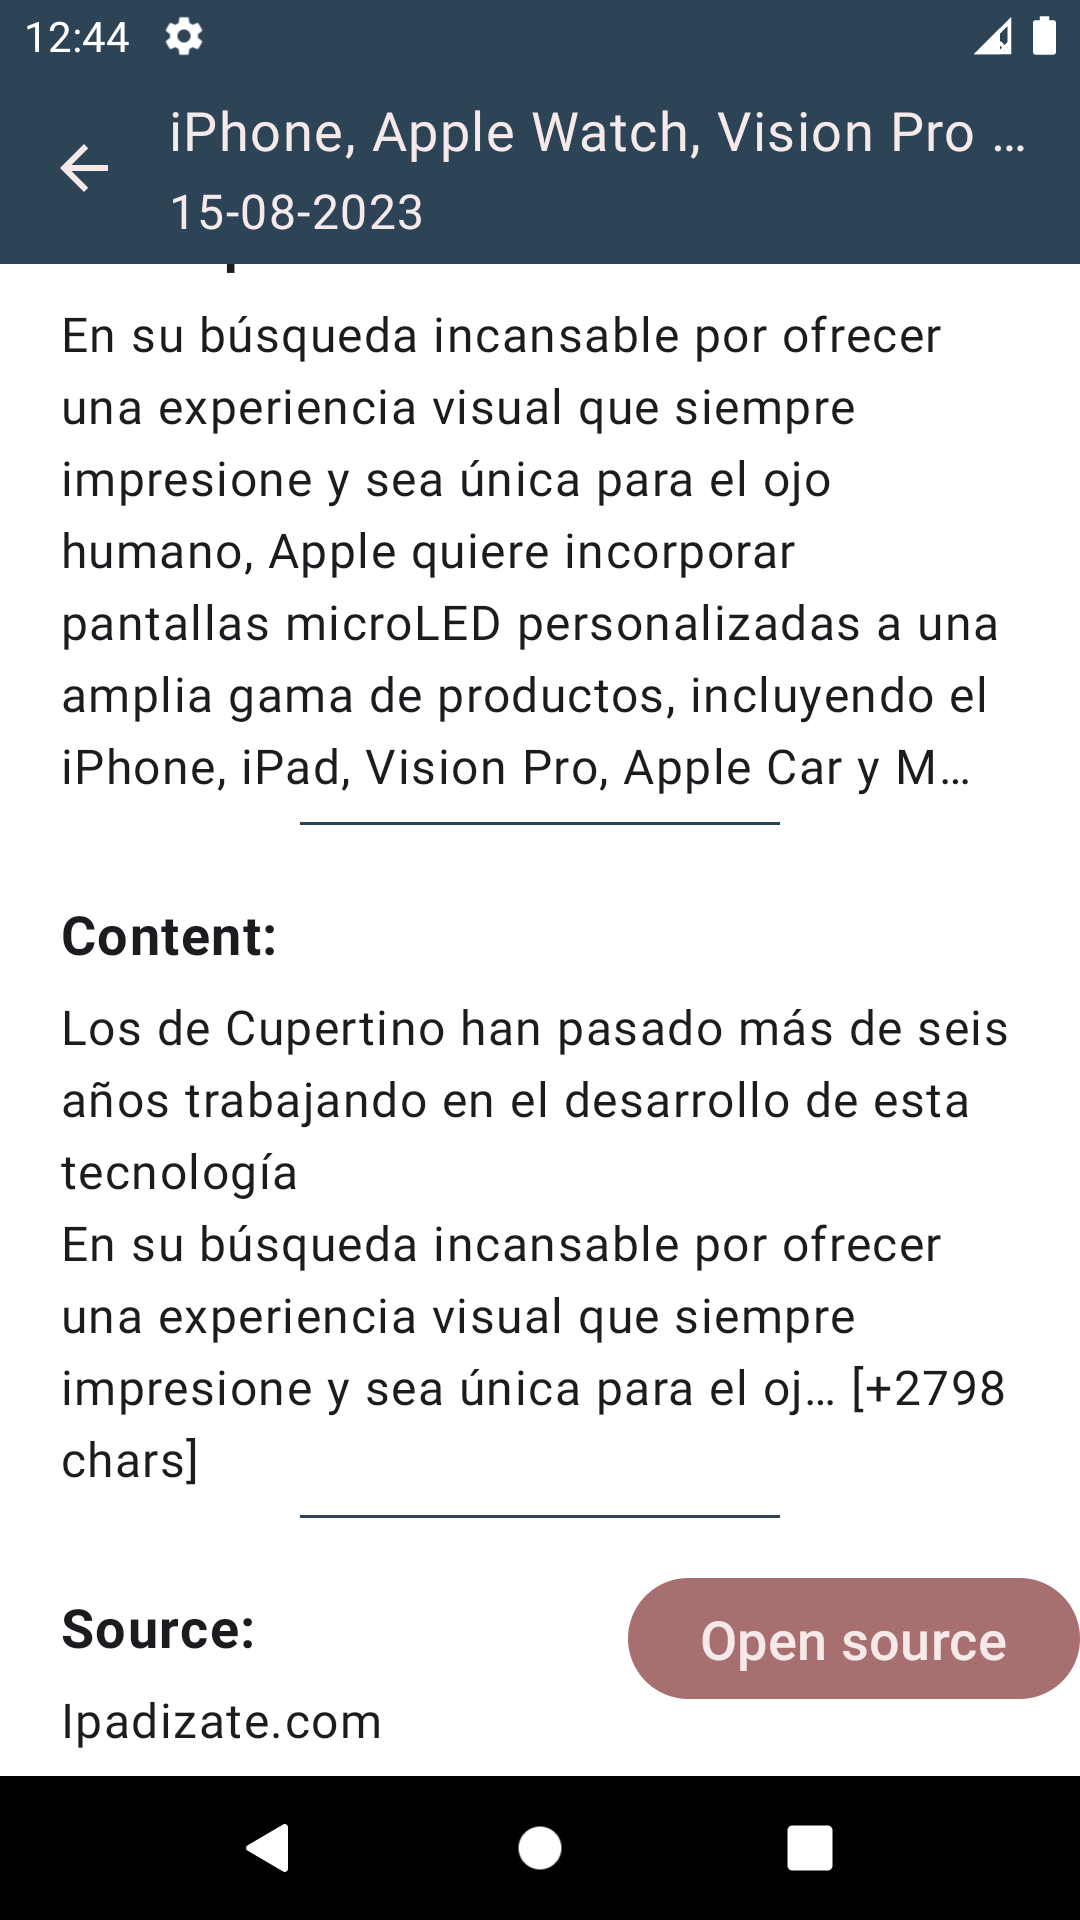 12:44
iPhone, Apple Watch, Vision Pro ...
15-08-2023
En su búsqueda incansable por ofrecer
una experiencia visual que siempre
impresione y sea única para el ojo
humano, Apple quiere incorporar
pantallas microLED personalizadas a una
amplia gama de productos, incluyendo el
iPhone, iPad, Vision Pro, Apple Car y M…
Content:
Los de Cupertino han pasado más de seis
años trabajando en el desarrollo de esta
tecnología
En su búsqueda incansable por ofrecer
una experiencia visual que siempre
impresione y sea única para el oj… [+2798
chars]
Source:
Open source
Ipadizate.com